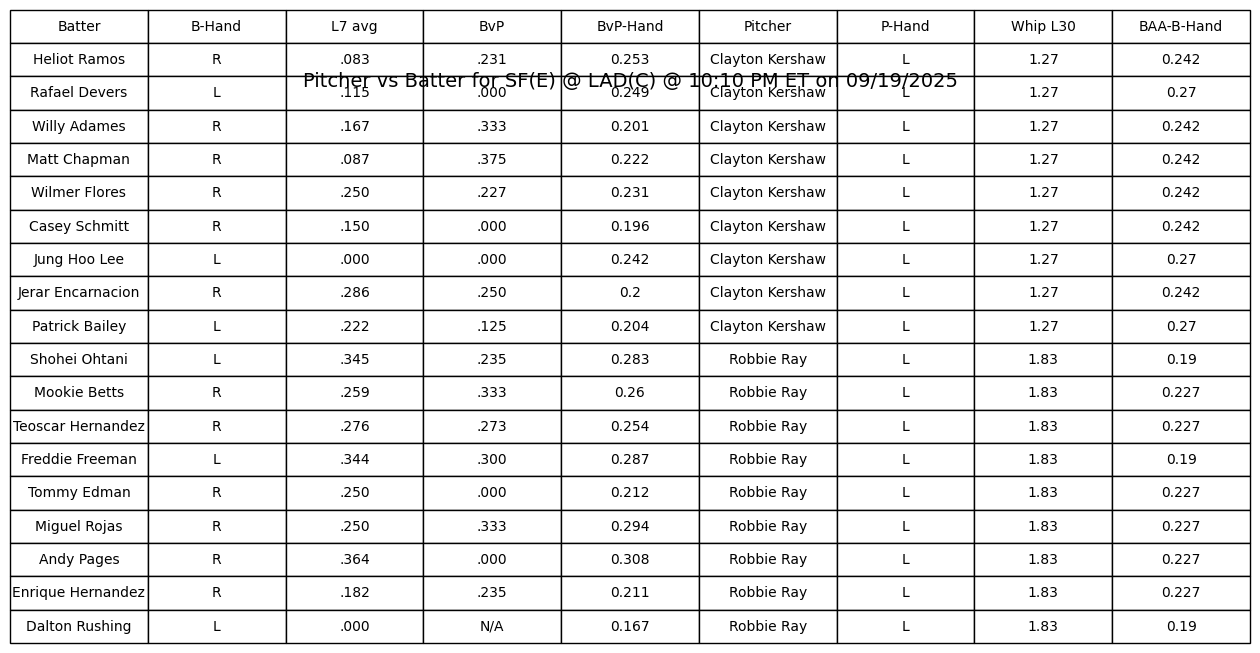 Batter B-Hand L7 avg BvP BvP-Hand Pitcher P-Hand Whip L30 BAA-B-Hand
Heliot Ramos R .083 .231 0.253 Clayton Kershaw L 1.27 0.242
Pitcher vs Batter for SF(E) @ LAD(C) @ 10:10 PM ET on 09/19/2025
Rafael Devers L .115 .000 0.249 Clayton Kershaw L 1.27 0.27
Willy Adames R .167 .333 0.201 Clayton Kershaw L 1.27 0.242
Matt Chapman R .087 .375 0.222 Clayton Kershaw L 1.27 0.242
Wilmer Flores R .250 .227 0.231 Clayton Kershaw L 1.27 0.242
Casey Schmitt R .150 .000 0.196 Clayton Kershaw L 1.27 0.242
Jung Hoo Lee L .000 .000 0.242 Clayton Kershaw L 1.27 0.27
Jerar Encarnacion R .286 .250 0.2 Clayton Kershaw L 1.27 0.242
Patrick Bailey L .222 .125 0.204 Clayton Kershaw L 1.27 0.27
Shohei Ohtani L .345 .235 0.283 Robbie Ray L 1.83 0.19
Mookie Betts R .259 .333 0.26 Robbie Ray L 1.83 0.227
Teoscar Hernandez R .276 .273 0.254 Robbie Ray L 1.83 0.227
Freddie Freeman L .344 .300 0.287 Robbie Ray L 1.83 0.19
Tommy Edman R .250 .000 0.212 Robbie Ray L 1.83 0.227
Miguel Rojas R .250 .333 0.294 Robbie Ray L 1.83 0.227
Andy Pages R .364 .000 0.308 Robbie Ray L 1.83 0.227
Enrique Hernandez R .182 .235 0.211 Robbie Ray L 1.83 0.227
Dalton Rushing L .000 N/A 0.167 Robbie Ray L 1.83 0.19